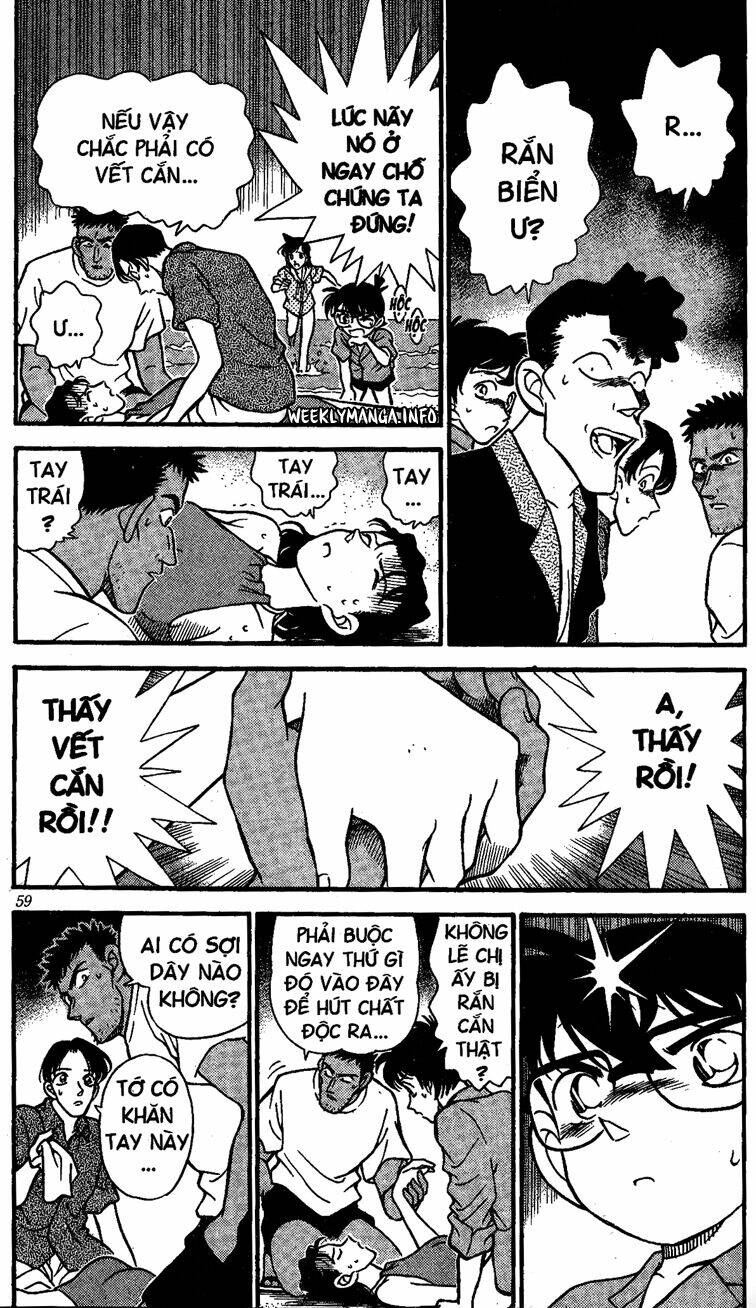 R...
RẮN
BIỂN
Ư?
LÚC NÃY
NÓ Ở
NGAY CHỖ
CHÚNG TA
ĐỨNG!
NẾU VẬY
CHẮC PHẢI CÓ
VẾT CẮN...
HỘC
HỘC
Ư...
WEEKLYMANGA.INFO
TAY
...
TAY
TRÁI...
TAY
TRÁI
?
A,
THẤY
RỒI!
THẤY
VẾT
CẮN
RỒI!!
59
KHÔNG
LẼ CHỊ
ẤY BỊ
RẮN
CẮN
THẬT
?
PHẢI BUỘC
NGAY THỨ GÌ
ĐÓ VÀO ĐÂY
ĐỂ HÚT CHẤT
ĐỘC RA...
AI CÓ SỢI
DÂY NÀO
KHÔNG?
TỚ CÓ
KHĂN
TAY NÀY
...